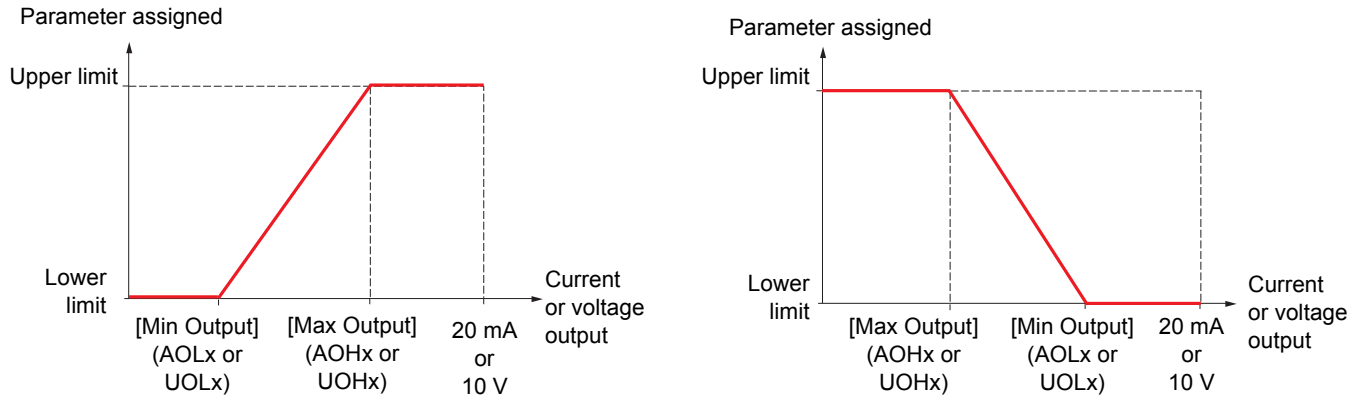 Parameter assigned
Upper limit
Lower
limit
[Min Output]
(AOLx or
UOLx)
[Max Output]
(AOHx or
UOHx)
20 mA
or
10 V
Current
or voltage
output
Parameter assigned
Upper limit
Lower
limit
[Max Output]
(AOHx or
UOHx)
[Min Output]
(AOLx or
UOLx)
20 mA
or
10 V
Current
or voltage
output